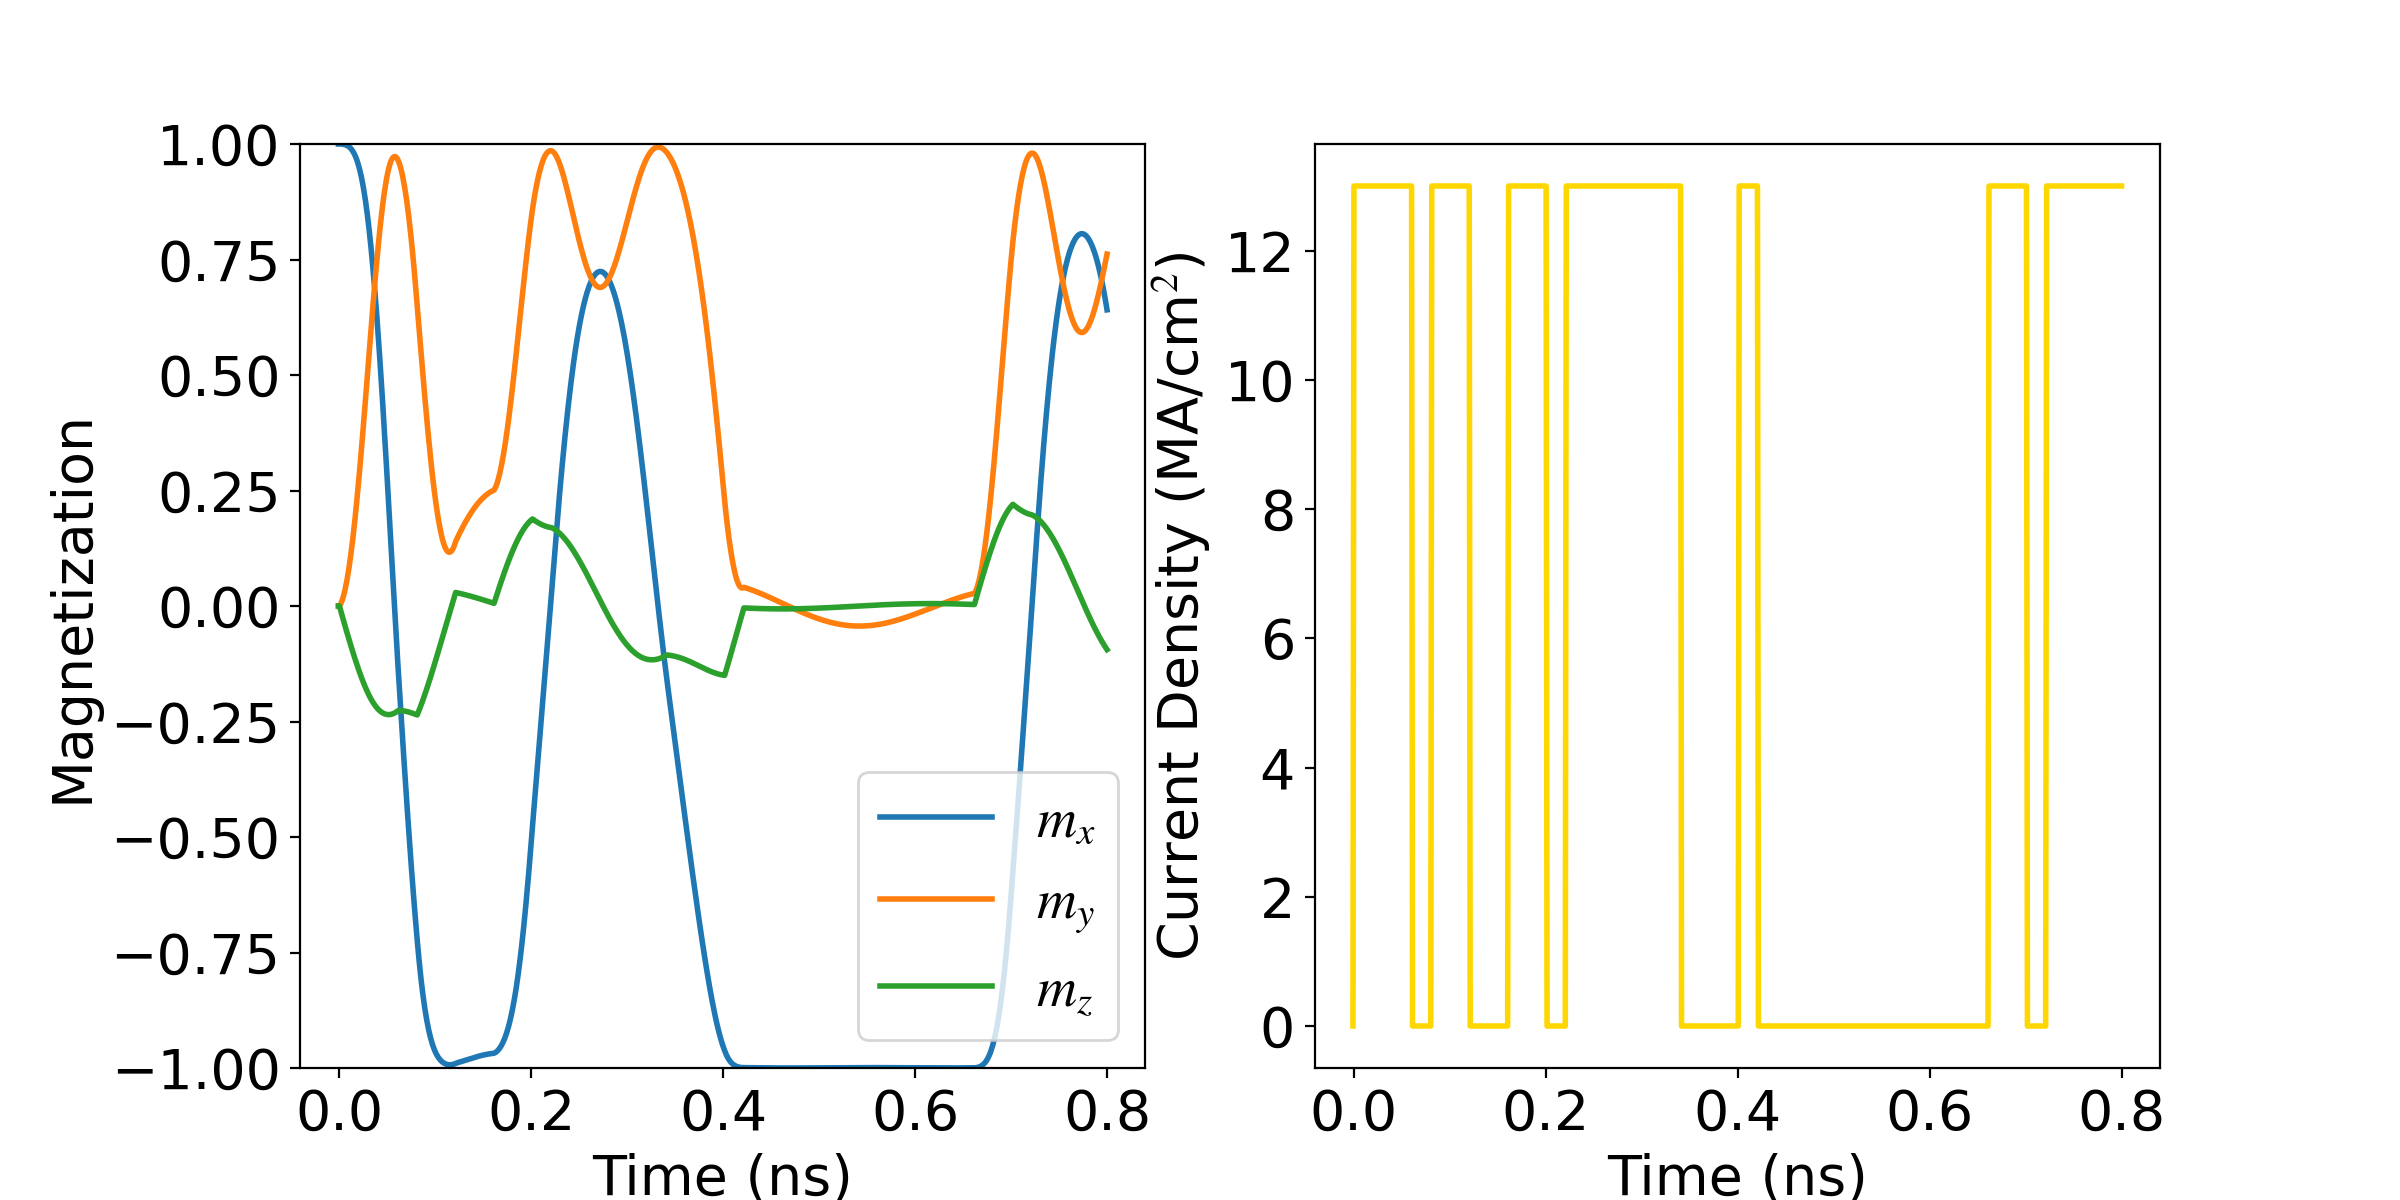 Magnetization
1.00
0.75
0.50
0.25
0.00
−0.25
−0.50
−0.75
−1.00
0.0 0.2 0.4 0.6 0.8
Time (ns)
m_x
m_y
m_z
Current Density (MA/cm²)
12
10
8
6
4
2
0
0.0 0.2 0.4 0.6 0.8
Time (ns)